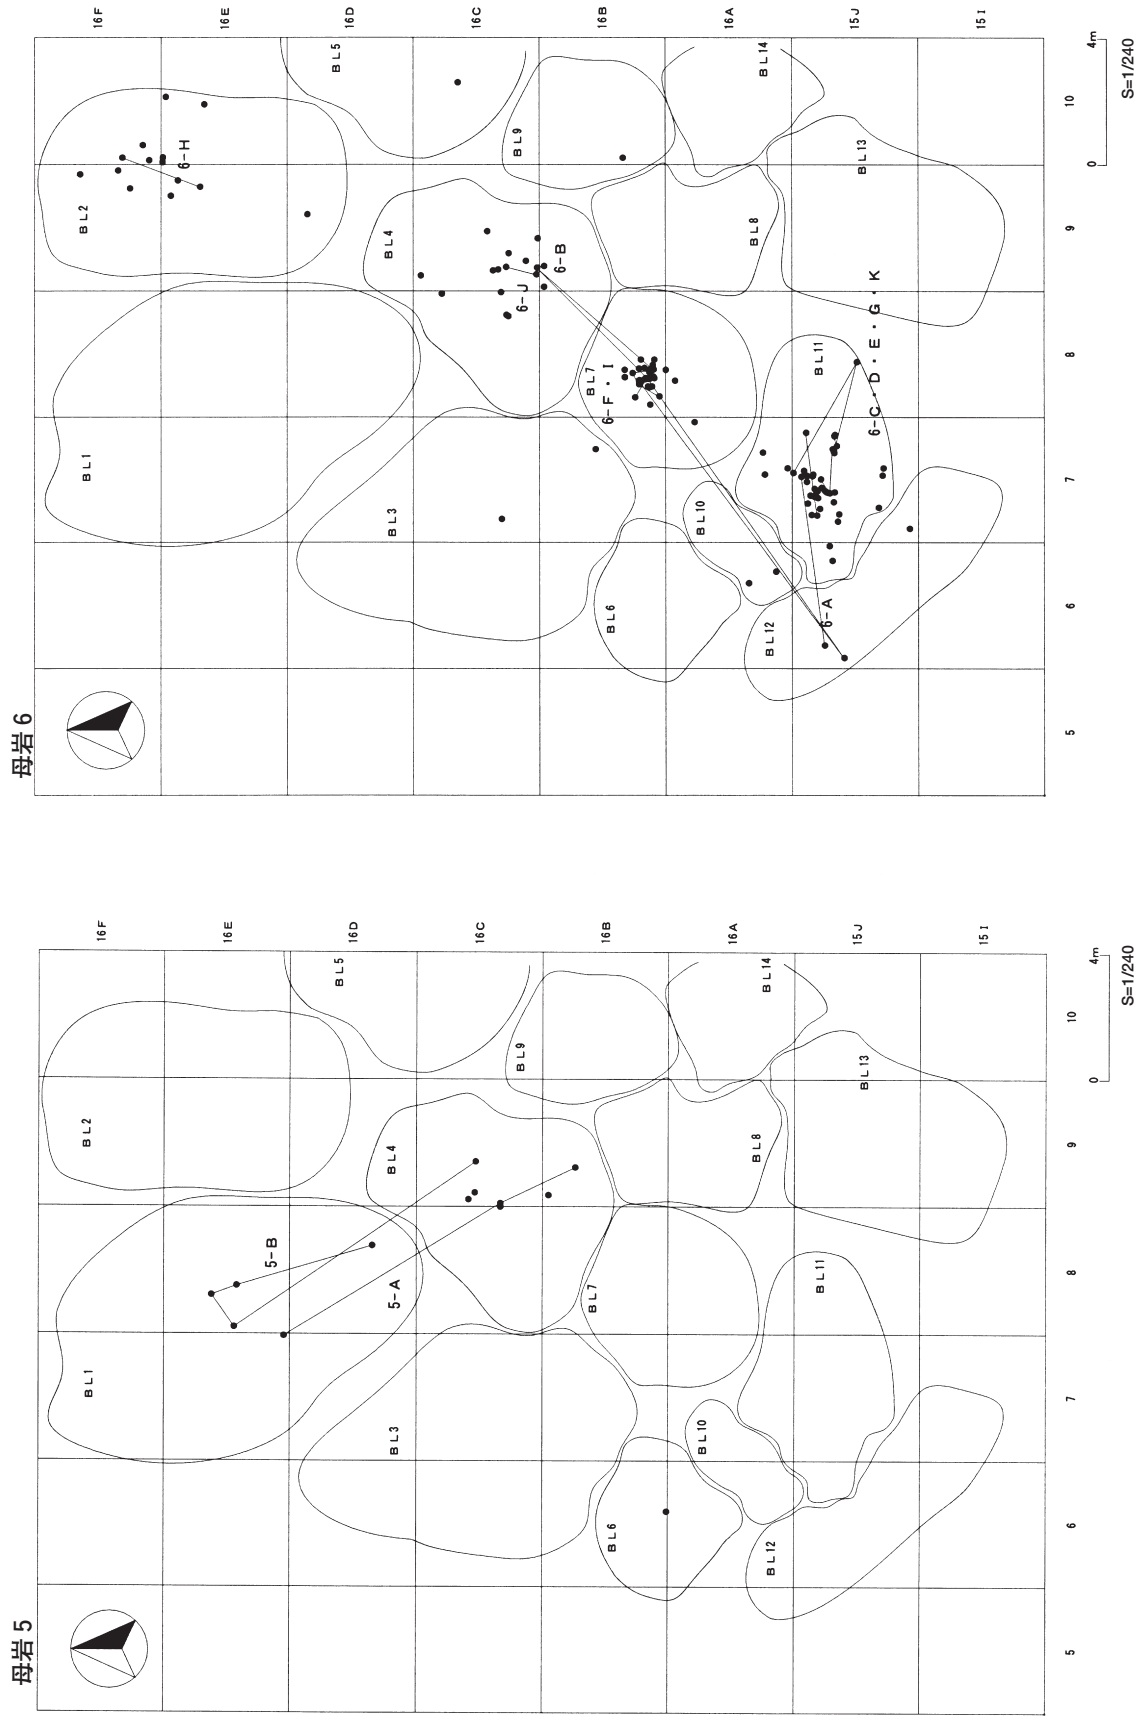 母岩 6
16F
16E
16D
16C
16B
16A
15J
15I
5
6
7
8
9
10
0
4m
S=1/240
BL1
BL2
BL3
BL4
BL5
BL6
BL7
BL8
BL9
BL10
BL11
BL12
BL13
BL14
6-H
6-B
6-J
6-F・I
6-C・D・E・G・K
6-A
母岩 5
16F
16E
16D
16C
16B
16A
15J
15I
5
6
7
8
9
10
0
4m
S=1/240
BL1
BL2
BL3
BL4
BL5
BL6
BL7
BL8
BL9
BL10
BL11
BL12
BL13
BL14
5-B
5-A